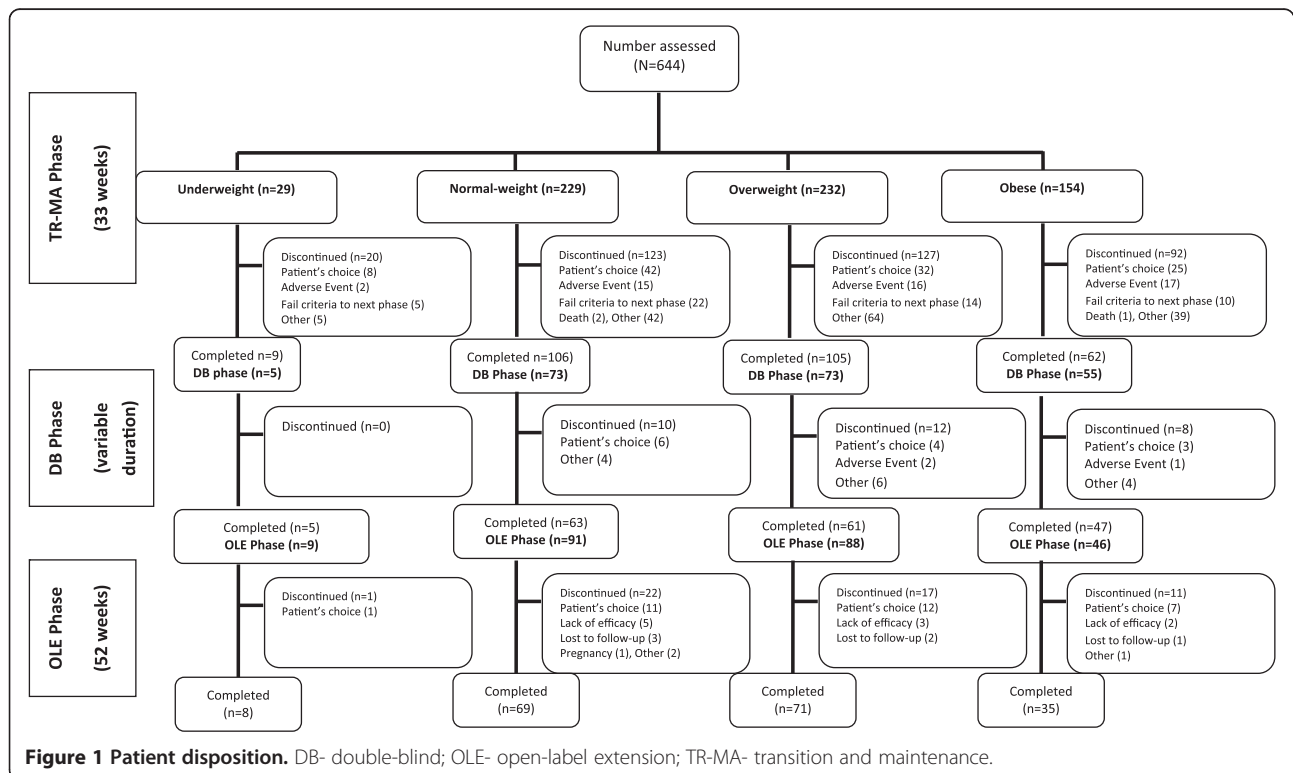 Number assessed
(N=644)
TR-MA Phase
(33 weeks)
Underweight (n=29)
Normal-weight (n=229)
Overweight (n=232)
Obese (n=154)
Discontinued (n=20)
Patient's choice (8)
Adverse Event (2)
Fail criteria to next phase (5)
Other (5)
Discontinued (n=123)
Patient's choice (42)
Adverse Event (15)
Fail criteria to next phase (22)
Death (2), Other (42)
Discontinued (n=127)
Patient's choice (32)
Adverse Event (16)
Fail criteria to next phase (14)
Other (64)
Discontinued (n=92)
Patient's choice (25)
Adverse Event (17)
Fail criteria to next phase (10)
Death (1), Other (39)
Completed n=9)
DB phase (n=5)
Completed n=106)
DB Phase (n=73)
Completed (n=105)
DB Phase (n=73)
Completed (n=62)
DB Phase (n=55)
DB Phase
(variable
duration)
Discontinued (n=0)
Discontinued (n=10)
Patient's choice (6)
Other (4)
Discontinued (n=12)
Patient's choice (4)
Adverse Event (2)
Other (6)
Discontinued (n=8)
Patient's choice (3)
Adverse Event (1)
Other (4)
Completed (n=5)
OLE Phase (n=9)
Completed (n=63)
OLE Phase (n=91)
Completed (n=61)
OLE Phase (n=88)
Completed (n=47)
OLE Phase (n=46)
OLE Phase
(52 weeks)
Discontinued (n=1)
Patient's choice (1)
Discontinued (n=22)
Patient's choice (11)
Lack of efficacy (5)
Lost to follow-up (3)
Pregnancy (1), Other (2)
Discontinued (n=17)
Patient's choice (12)
Lack of efficacy (3)
Lost to follow-up (2)
Discontinued (n=11)
Patient's choice (7)
Lack of efficacy (2)
Lost to follow-up (1)
Other (1)
Completed
(n=8)
Completed
(n=69)
Completed
(n=71)
Completed
(n=35)
Figure 1 Patient disposition. DB- double-blind; OLE- open-label extension; TR-MA- transition and maintenance.